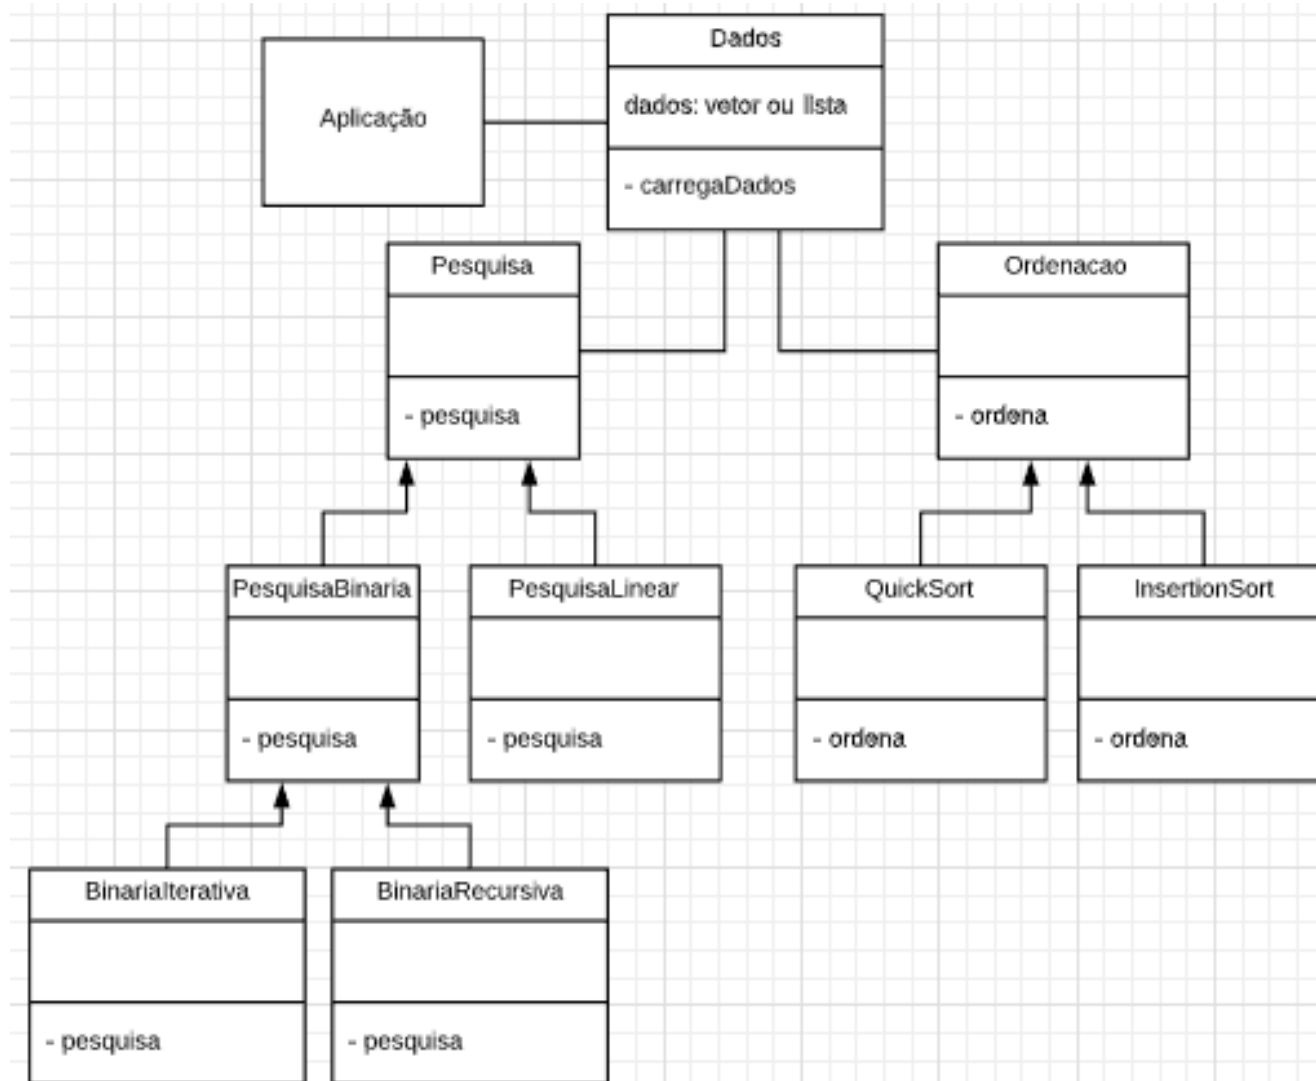 Dados
Aplicação
dados: vetor ou lista
- carregaDados
Pesquisa
Ordenacao
- pesquisa
- ordena
PesquisaBinaria
PesquisaLinear
QuickSort
InsertionSort
- pesquisa
- pesquisa
- ordena
- ordena
BinariaIterativa
BinariaRecursiva
- pesquisa
- pesquisa